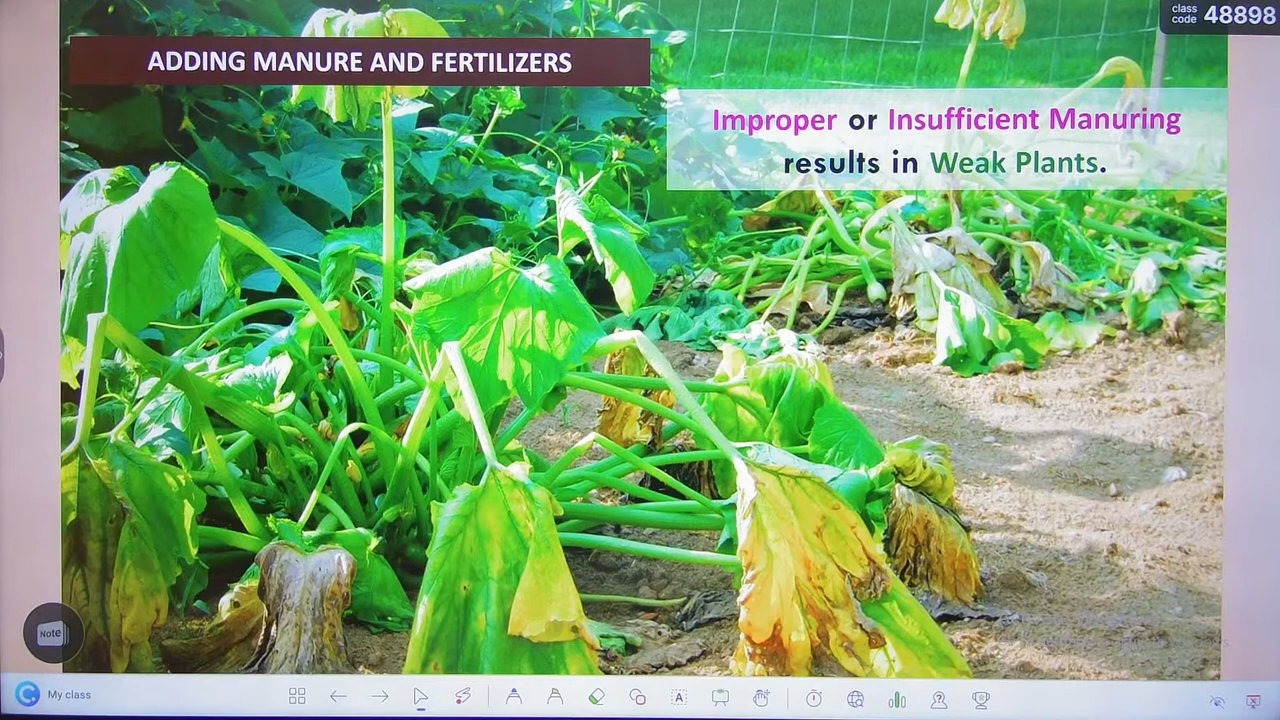 class
code 48898
ADDING MANURE AND FERTILIZERS
Improper or Insufficient Manuring
results in Weak Plants.
Note
My class
A